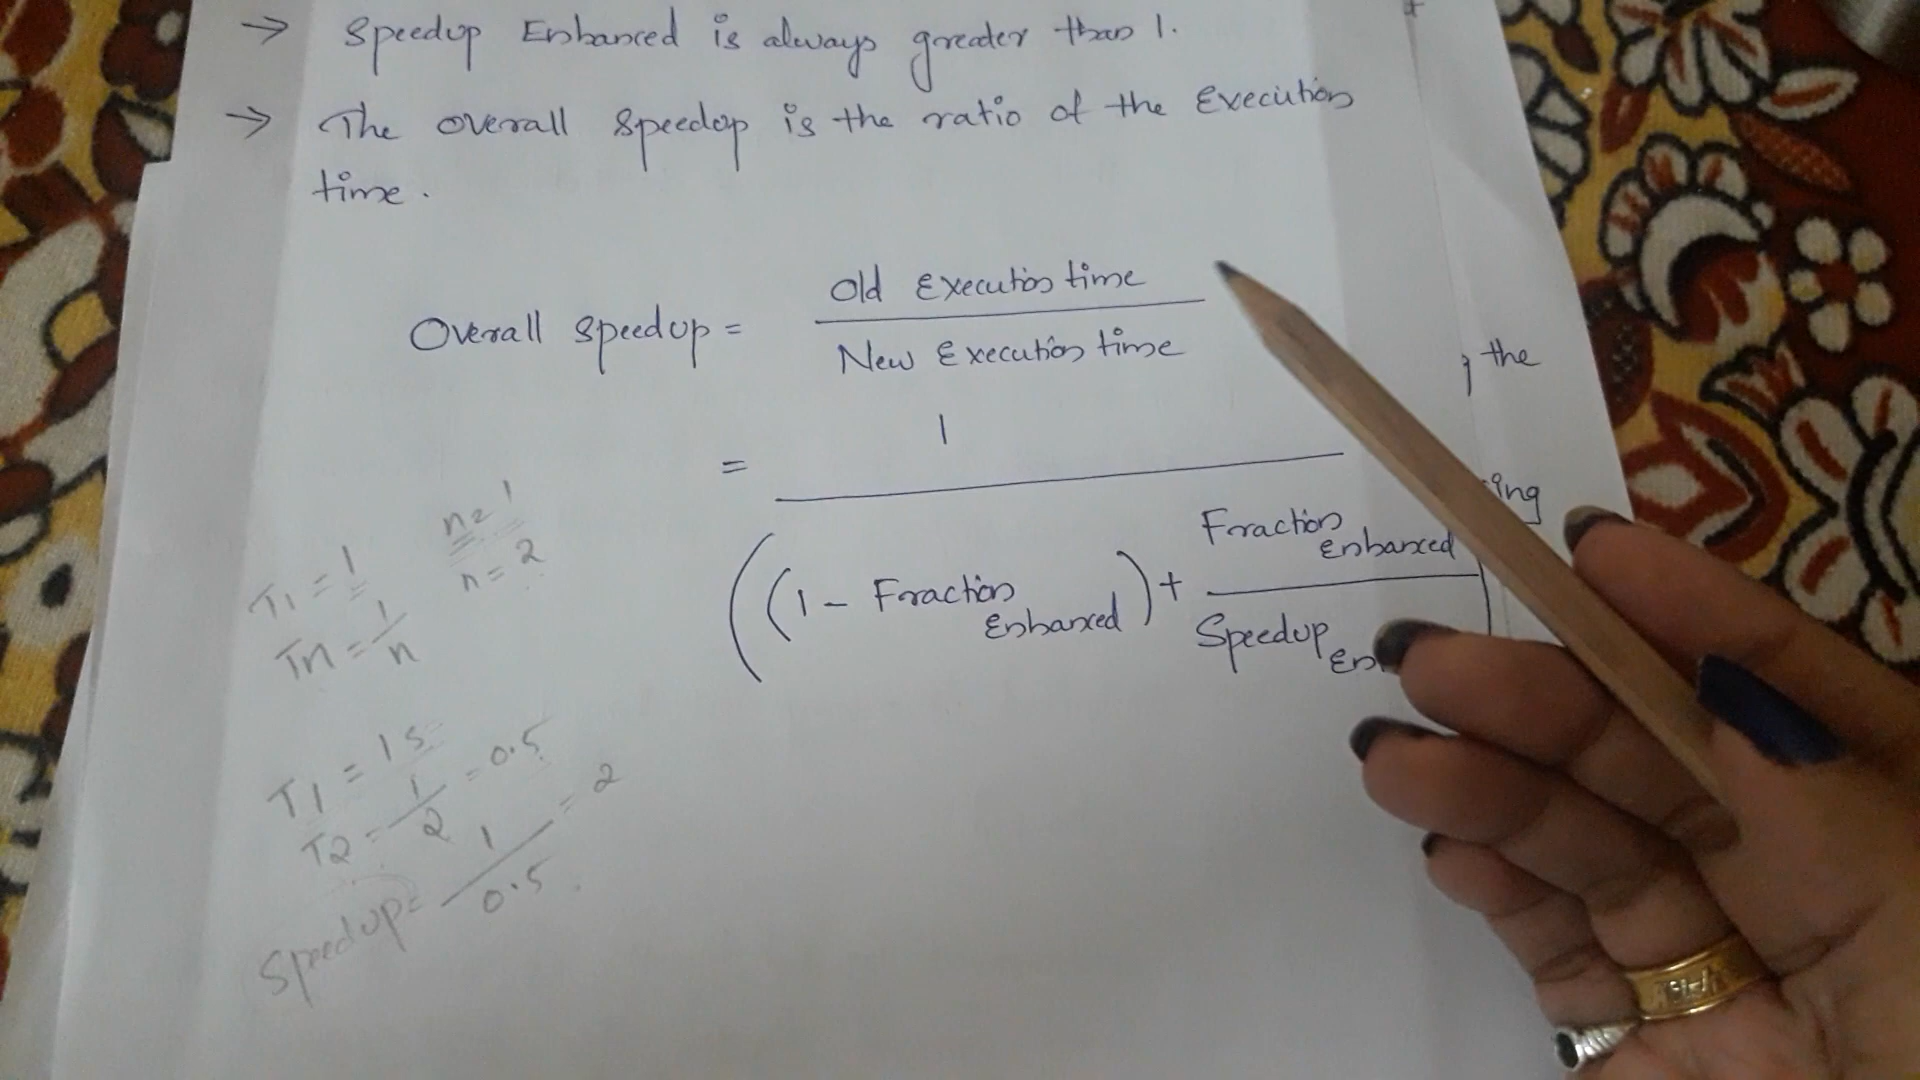 → Speedup Enhanced is always greater than 1.
→ The overall speedup is the ratio of the Execution
time.
Overall speedup = Old Execution time / New Execution time
, the
= 1 / ((1 - Fraction Enhanced) + Fraction Enhanced / Speedup En
ing
n = 1
n = 2
T1 = 1
Tn = 1/n
T1 = 1s
T2 = 1/2 = 0.5
Speedup = 1/0.5 = 2